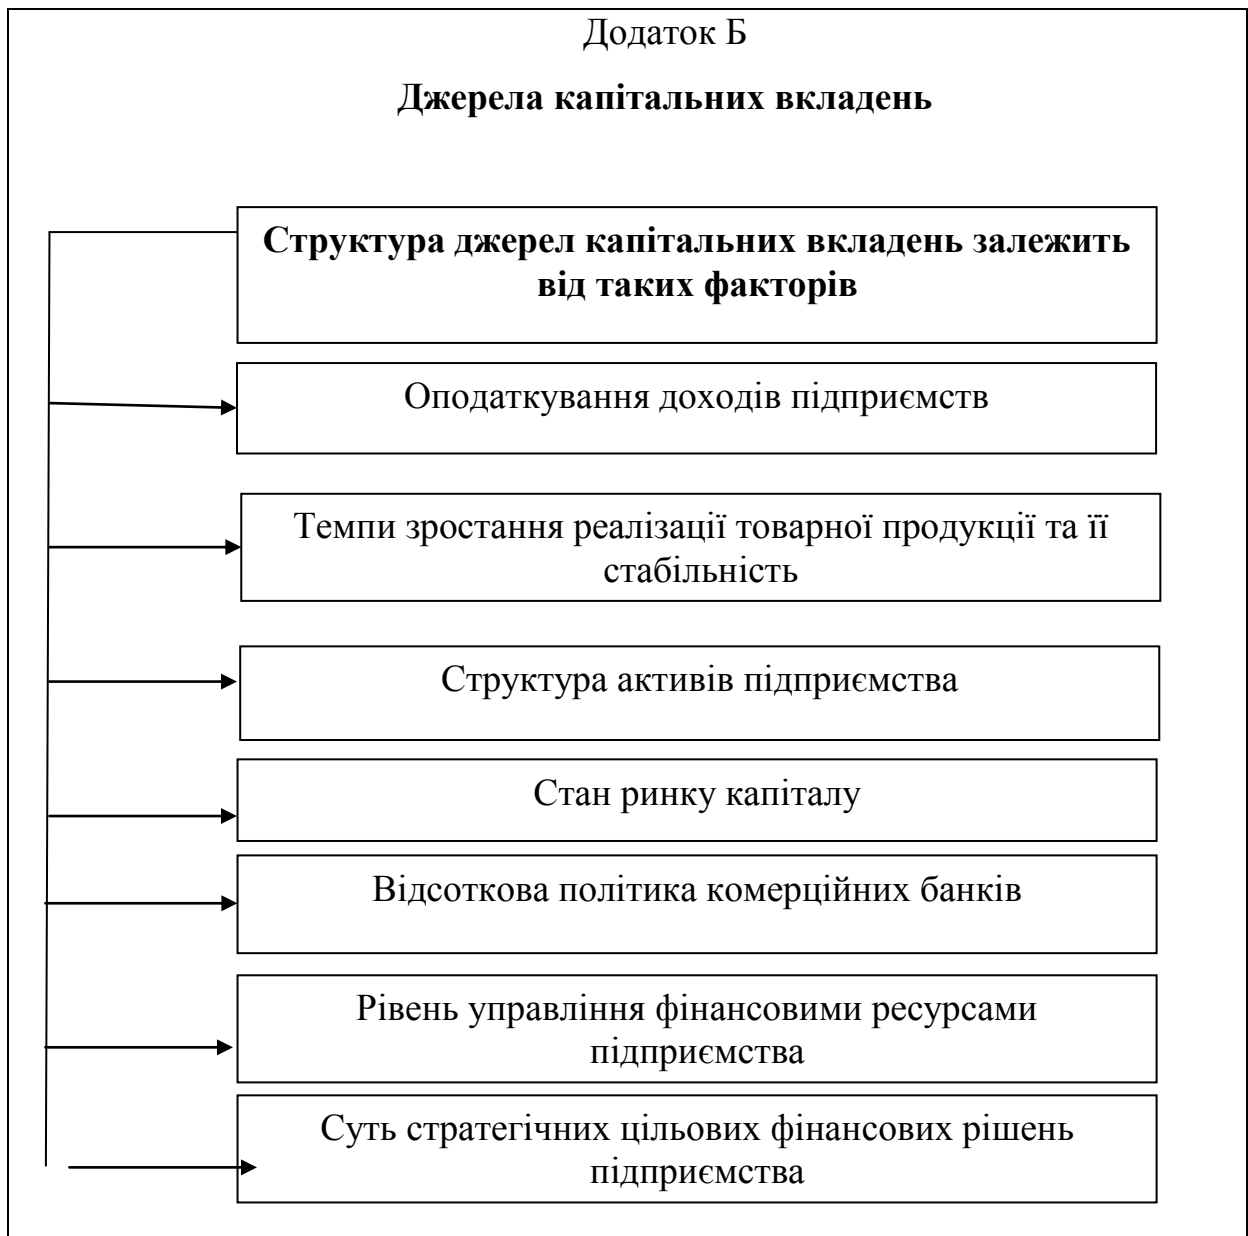 Додаток Б
Джерела капітальних вкладень
Структура джерел капітальних вкладень залежить
від таких факторів
Оподаткування доходів підприємств
Темпи зростання реалізації товарної продукції та її
стабільність
Структура активів підприємства
Стан ринку капіталу
Відсоткова політика комерційних банків
Рівень управління фінансовими ресурсами
підприємства
Суть стратегічних цільових фінансових рішень
підприємства